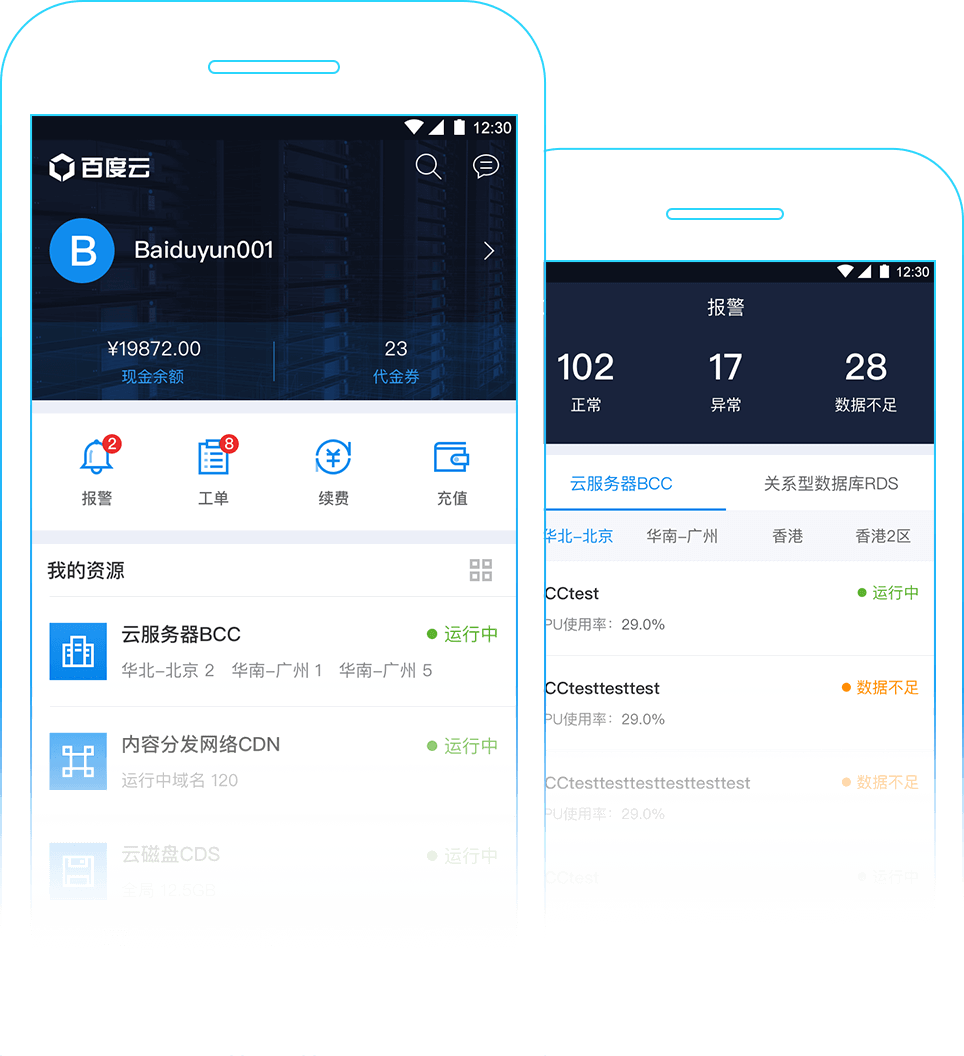 12:30
百度云
B
Baiduyun001
¥19872.00
23
现金余额
代金券
2
8
报警
工单
续费
充值
我的资源
云服务器BCC
运行中
华北-北京 2 华南-广州 1 华南-广州 5
内容分发网络CDN
运行中
运行中域名 120
云磁盘CDS
运行中
12:30
报警
102
17
28
正常
异常
数据不足
云服务器BCC
关系型数据库RDS
华北-北京
华南-广州
香港
香港2区
CCtest
运行中
PU使用率：29.0%
CCtesttesttest
数据不足
PU使用率：29.0%
CCtesttesttesttesttesttest
数据不足
PU使用率：29.0%
CCtest
运行中